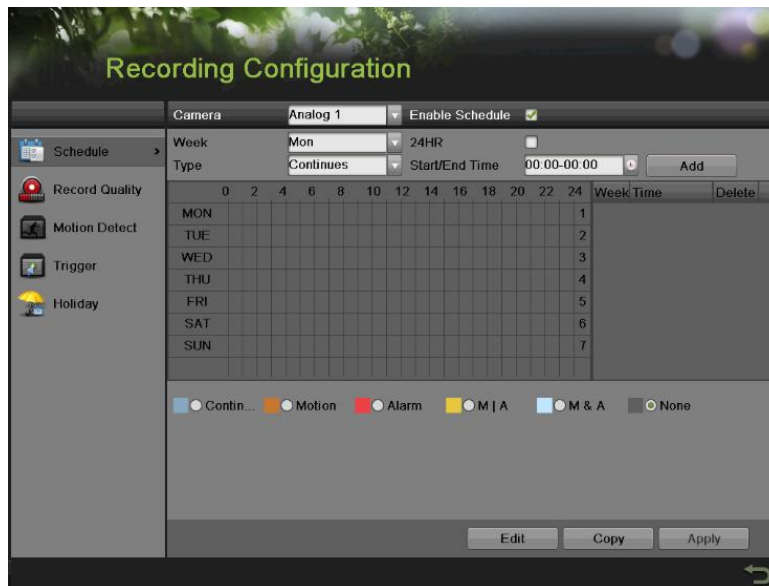 Recording Configuration
Camera Analog 1 Enable Schedule
Week Mon 24HR
Type Continues Start/End Time 00:00-00:00 Add
Schedule >
Record Quality
Motion Detect
Trigger
Holiday
0 2 4 6 8 10 12 14 16 18 20 22 24 Week Time Delete
MON 1
TUE 2
WED 3
THU 4
FRI 5
SAT 6
SUN 7
Contin... Motion Alarm M | A M & A None
Edit Copy Apply